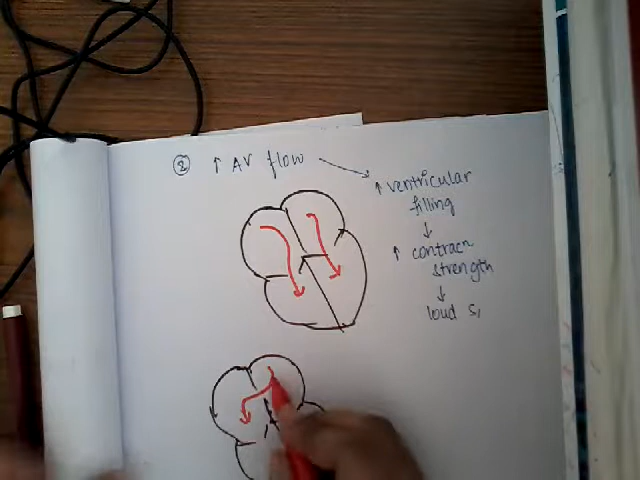 ② ↑ AV flow →
↑ ventricular
filling
↓
↑ contracn
strength
↓
loud S₁